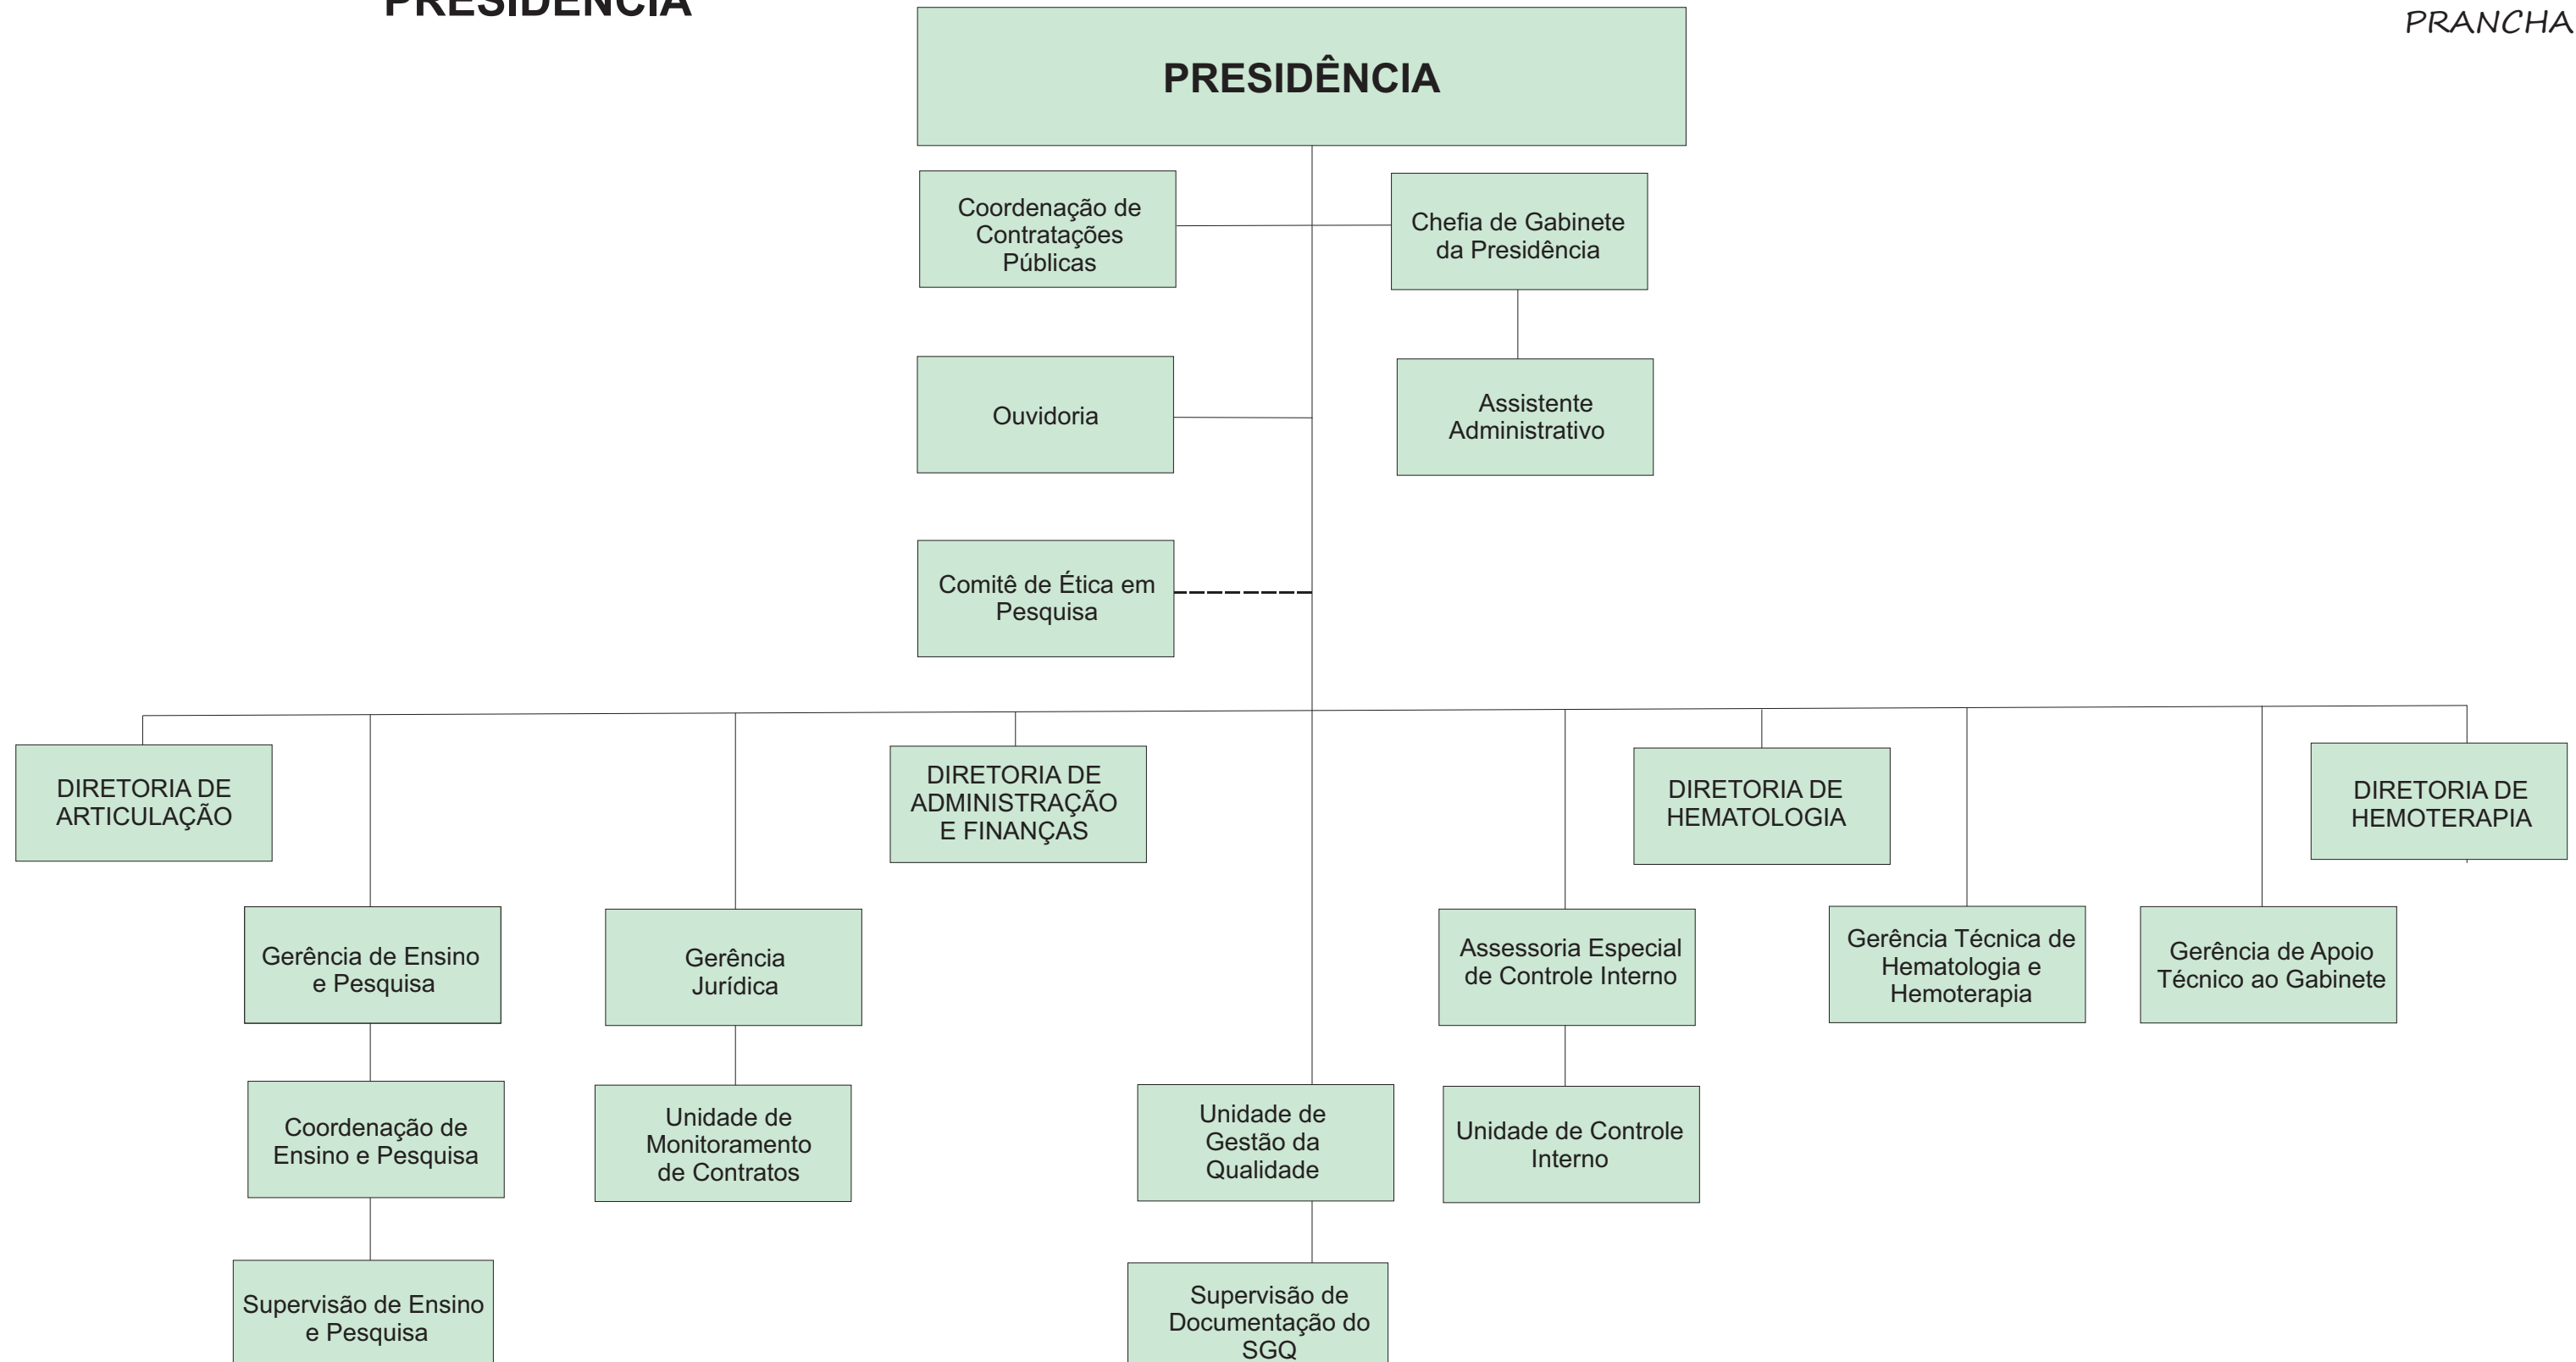 PRESIDÊNCIA
PRANCHA
PRESIDÊNCIA
Coordenação de
Contratações
Públicas
Chefia de Gabinete
da Presidência
Ouvidoria
Assistente
Administrativo
Comitê de Ética em
Pesquisa
DIRETORIA DE
ARTICULAÇÃO
DIRETORIA DE
ADMINISTRAÇÃO
E FINANÇAS
DIRETORIA DE
HEMATOLOGIA
DIRETORIA DE
HEMOTERAPIA
Gerência de Ensino
e Pesquisa
Gerência
Jurídica
Assessoria Especial
de Controle Interno
Gerência Técnica de
Hematologia e
Hemoterapia
Gerência de Apoio
Técnico ao Gabinete
Coordenação de
Ensino e Pesquisa
Unidade de
Monitoramento
de Contratos
Unidade de
Gestão da
Qualidade
Unidade de Controle
Interno
Supervisão de Ensino
e Pesquisa
Supervisão de
Documentação do
SGQ